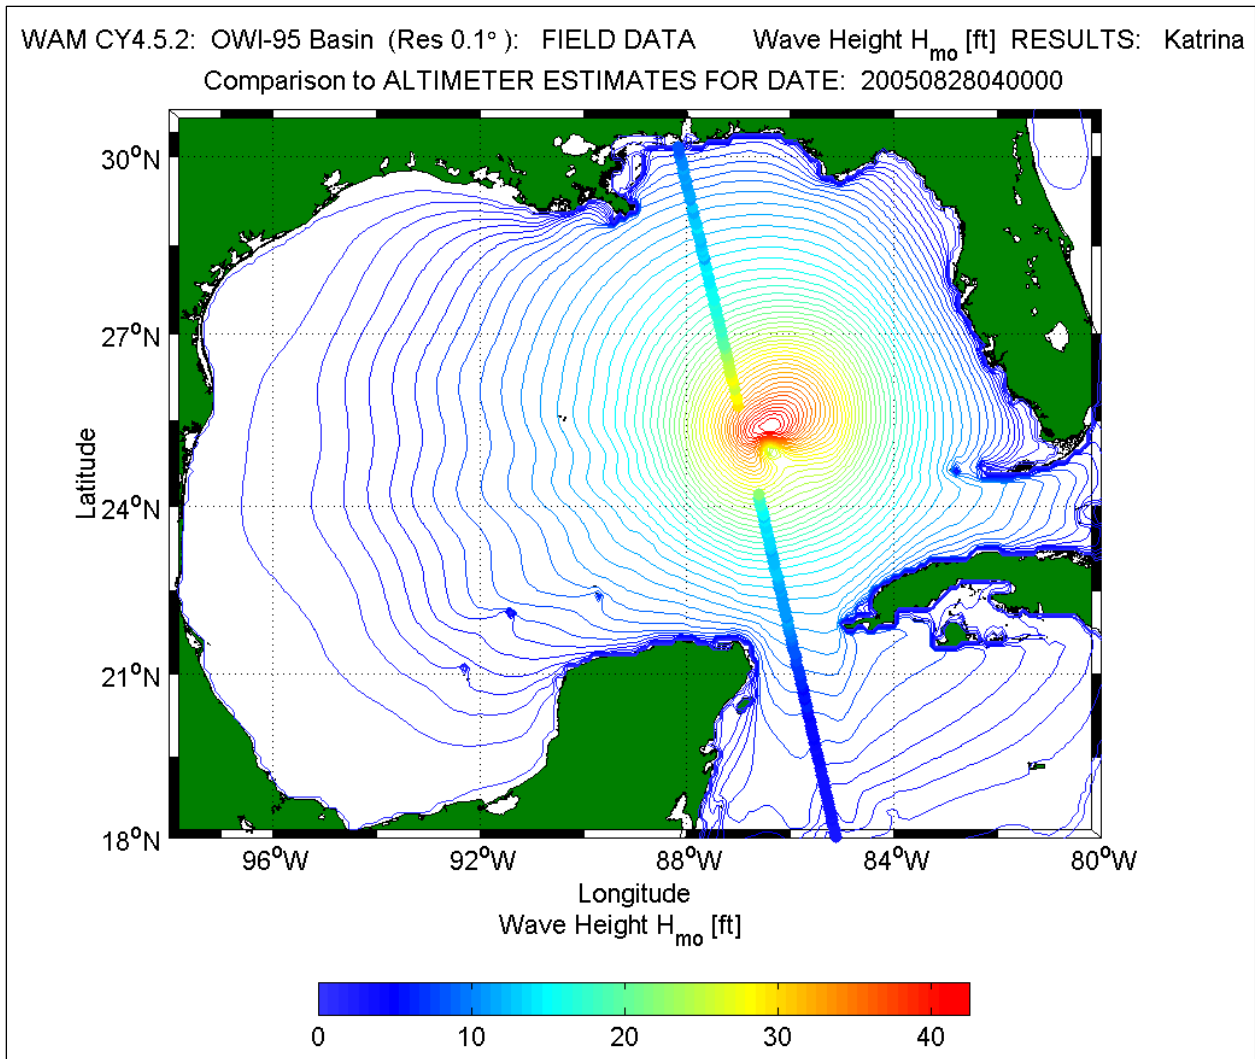 WAM CY4.5.2: OWI-95 Basin (Res 0.1° ): FIELD DATA Wave Height Hmo [ft] RESULTS: Katrina
Comparison to ALTIMETER ESTIMATES FOR DATE: 20050828040000
30°N
27°N
24°N
21°N
18°N
Latitude
96°W 92°W 88°W 84°W 80°W
Longitude
Wave Height Hmo [ft]
0 10 20 30 40